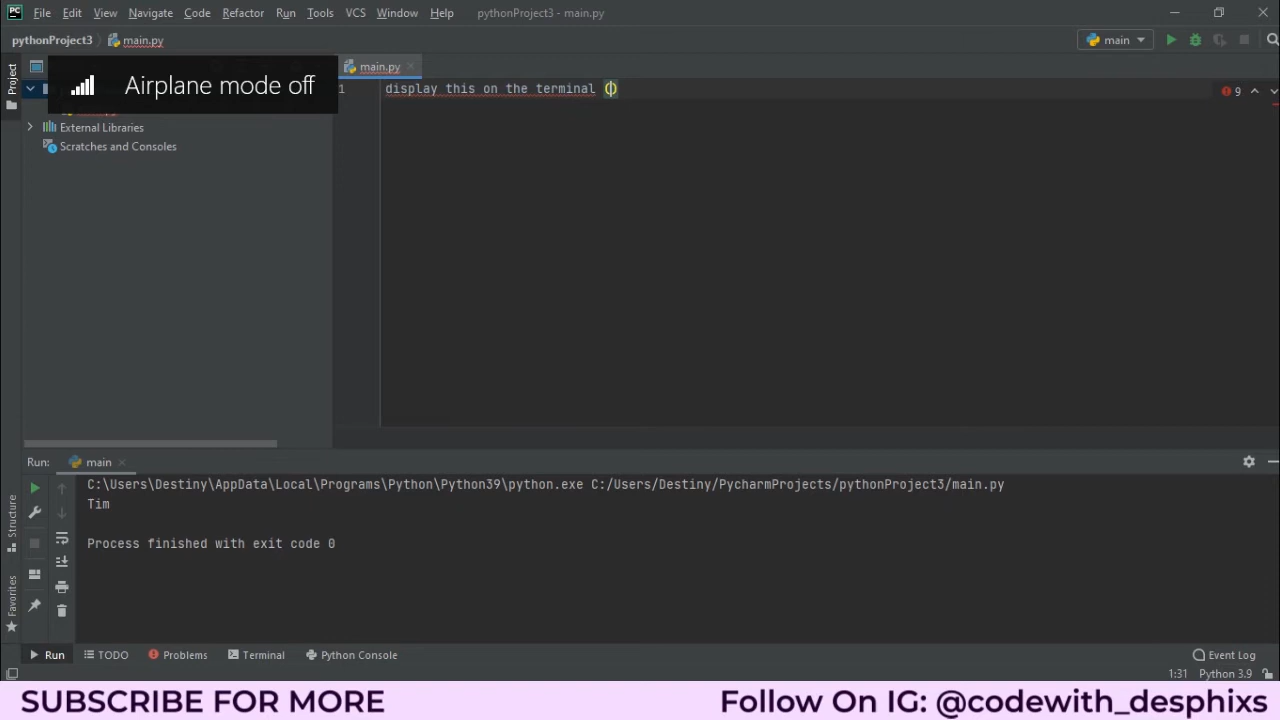 File Edit View Navigate Code Refactor Run Tools VCS Window Help pythonProject3 - main.py
pythonProject3 main.py main
Project
Airplane mode off
main.py
1 display this on the terminal ()
9
External Libraries
Scratches and Consoles
Run: main
C:\Users\Destiny\AppData\Local\Programs\Python\Python39\python.exe C:/Users/Destiny/PycharmProjects/pythonProject3/main.py
Tim
Process finished with exit code 0
Structure
Favorites
Run TODO Problems Terminal Python Console Event Log
1:31 Python 3.9
SUBSCRIBE FOR MORE Follow On IG: @codewith_desphixs